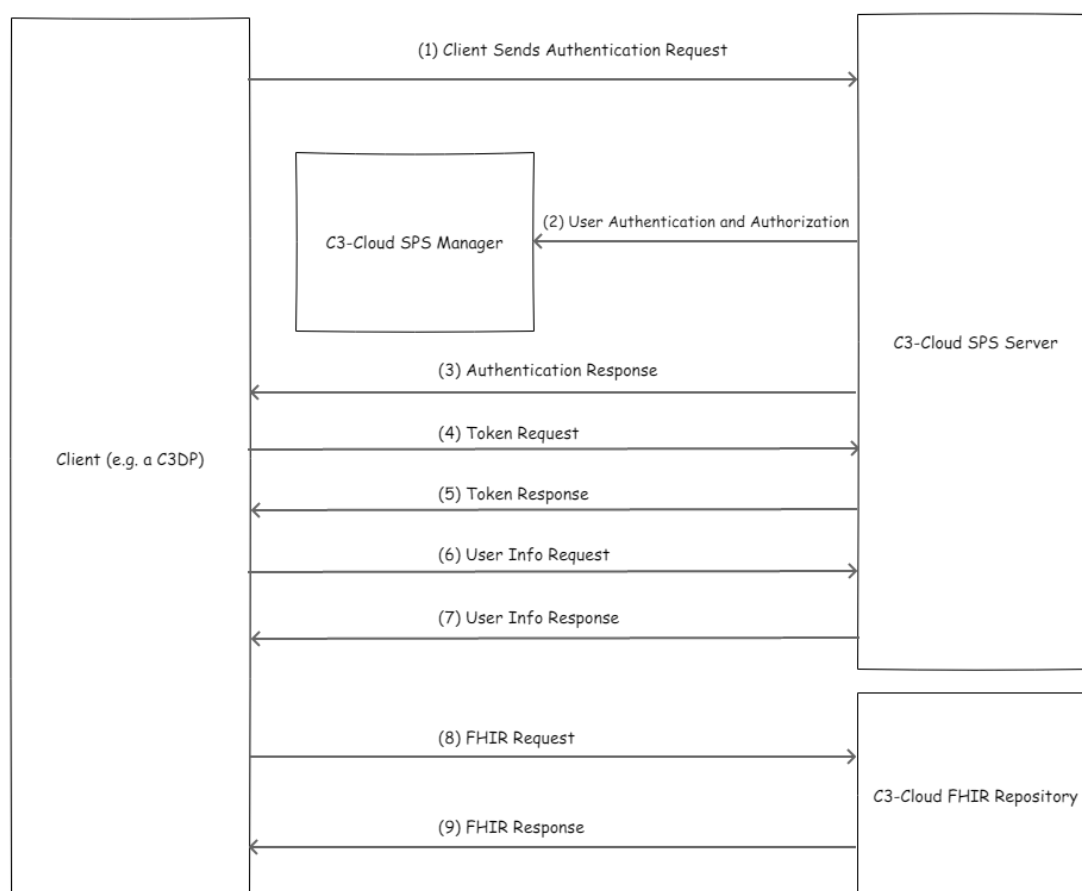 (1) Client Sends Authentication Request
(2) User Authentication and Authorization
C3-Cloud SPS Manager
C3-Cloud SPS Server
(3) Authentication Response
(4) Token Request
Client (e.g. a C3DP)
(5) Token Response
(6) User Info Request
(7) User Info Response
(8) FHIR Request
C3-Cloud FHIR Repository
(9) FHIR Response